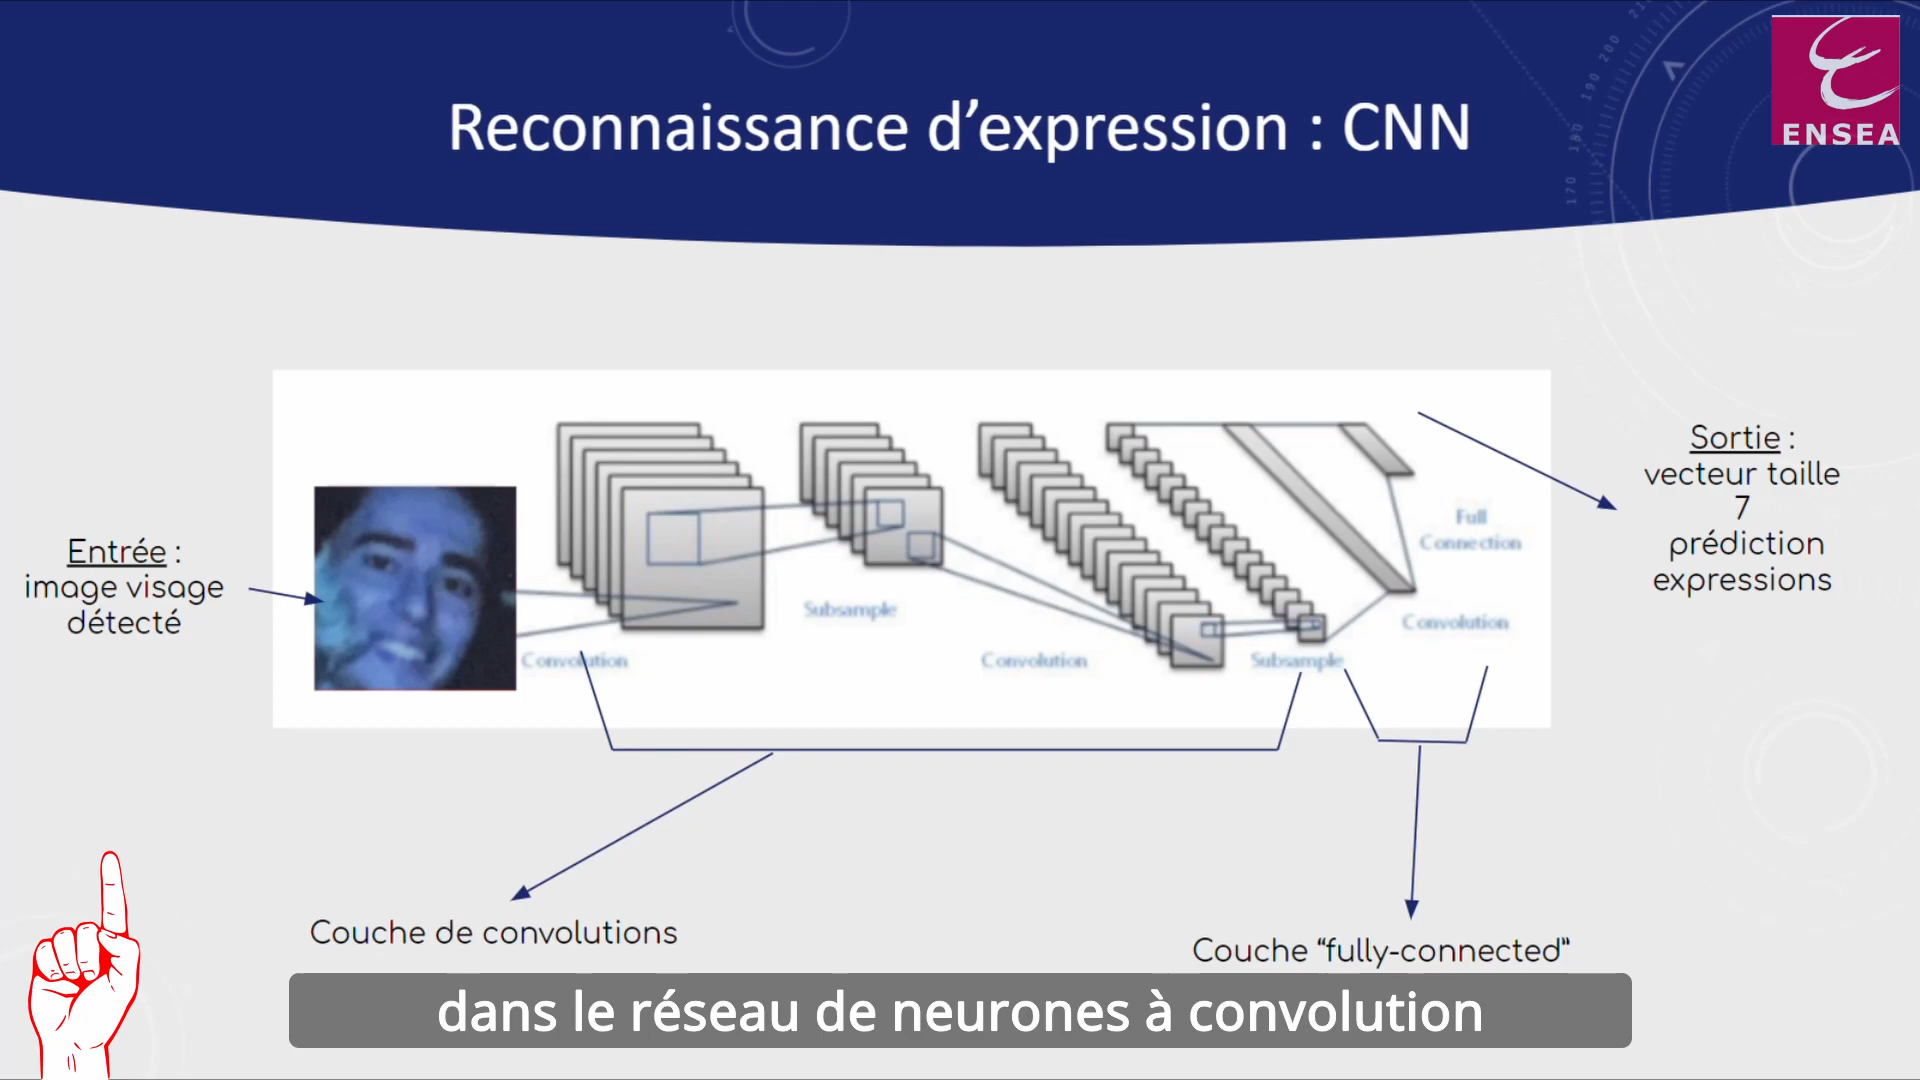 Reconnaissance d’expression : CNN
ENSEA
Entrée :
image visage
détecté
Convolution
Subsample
Convolution
Subsample
Full
Connection
Convolution
Sortie :
vecteur taille
7
prédiction
expressions
Couche de convolutions
Couche “fully-connected”
dans le réseau de neurones à convolution